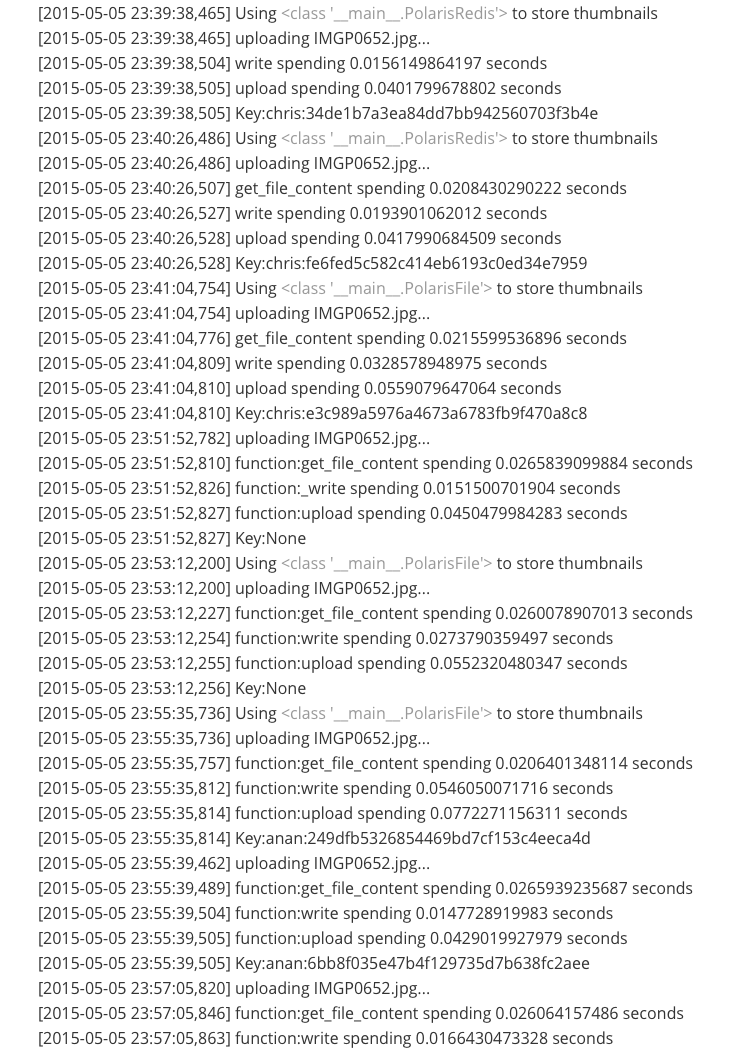 [2015-05-05 23:39:38,465] Using <class '__main__.PolarisRedis'> to store thumbnails
[2015-05-05 23:39:38,465] uploading IMGP0652.jpg...
[2015-05-05 23:39:38,504] write spending 0.0156149864197 seconds
[2015-05-05 23:39:38,505] upload spending 0.0401799678802 seconds
[2015-05-05 23:39:38,505] Key:chris:34de1b7a3ea84dd7bb942560703f3b4e
[2015-05-05 23:40:26,486] Using <class '__main__.PolarisRedis'> to store thumbnails
[2015-05-05 23:40:26,486] uploading IMGP0652.jpg...
[2015-05-05 23:40:26,507] get_file_content spending 0.0208430290222 seconds
[2015-05-05 23:40:26,527] write spending 0.0193901062012 seconds
[2015-05-05 23:40:26,528] upload spending 0.0417990684509 seconds
[2015-05-05 23:40:26,528] Key:chris:fe6fed5c582c414eb6193c0ed34e7959
[2015-05-05 23:41:04,754] Using <class '__main__.PolarisFile'> to store thumbnails
[2015-05-05 23:41:04,754] uploading IMGP0652.jpg...
[2015-05-05 23:41:04,776] get_file_content spending 0.0215599536896 seconds
[2015-05-05 23:41:04,809] write spending 0.0328578948975 seconds
[2015-05-05 23:41:04,810] upload spending 0.0559079647064 seconds
[2015-05-05 23:41:04,810] Key:chris:e3c989a5976a4673a6783fb9f470a8c8
[2015-05-05 23:51:52,782] uploading IMGP0652.jpg...
[2015-05-05 23:51:52,810] function:get_file_content spending 0.0265839099884 seconds
[2015-05-05 23:51:52,826] function:_write spending 0.0151500701904 seconds
[2015-05-05 23:51:52,827] function:upload spending 0.0450479984283 seconds
[2015-05-05 23:51:52,827] Key:None
[2015-05-05 23:53:12,200] Using <class '__main__.PolarisFile'> to store thumbnails
[2015-05-05 23:53:12,200] uploading IMGP0652.jpg...
[2015-05-05 23:53:12,227] function:get_file_content spending 0.0260078907013 seconds
[2015-05-05 23:53:12,254] function:write spending 0.0273790359497 seconds
[2015-05-05 23:53:12,255] function:upload spending 0.0552320480347 seconds
[2015-05-05 23:53:12,256] Key:None
[2015-05-05 23:55:35,736] Using <class '__main__.PolarisFile'> to store thumbnails
[2015-05-05 23:55:35,736] uploading IMGP0652.jpg...
[2015-05-05 23:55:35,757] function:get_file_content spending 0.0206401348114 seconds
[2015-05-05 23:55:35,812] function:write spending 0.0546050071716 seconds
[2015-05-05 23:55:35,814] function:upload spending 0.0772271156311 seconds
[2015-05-05 23:55:35,814] Key:anan:249dfb5326854469bd7cf153c4eeca4d
[2015-05-05 23:55:39,462] uploading IMGP0652.jpg...
[2015-05-05 23:55:39,489] function:get_file_content spending 0.0265939235687 seconds
[2015-05-05 23:55:39,504] function:write spending 0.0147728919983 seconds
[2015-05-05 23:55:39,505] function:upload spending 0.0429019927979 seconds
[2015-05-05 23:55:39,505] Key:anan:6bb8f035e47b4f129735d7b638fc2aee
[2015-05-05 23:57:05,820] uploading IMGP0652.jpg...
[2015-05-05 23:57:05,846] function:get_file_content spending 0.026064157486 seconds
[2015-05-05 23:57:05,863] function:write spending 0.0166430473328 seconds